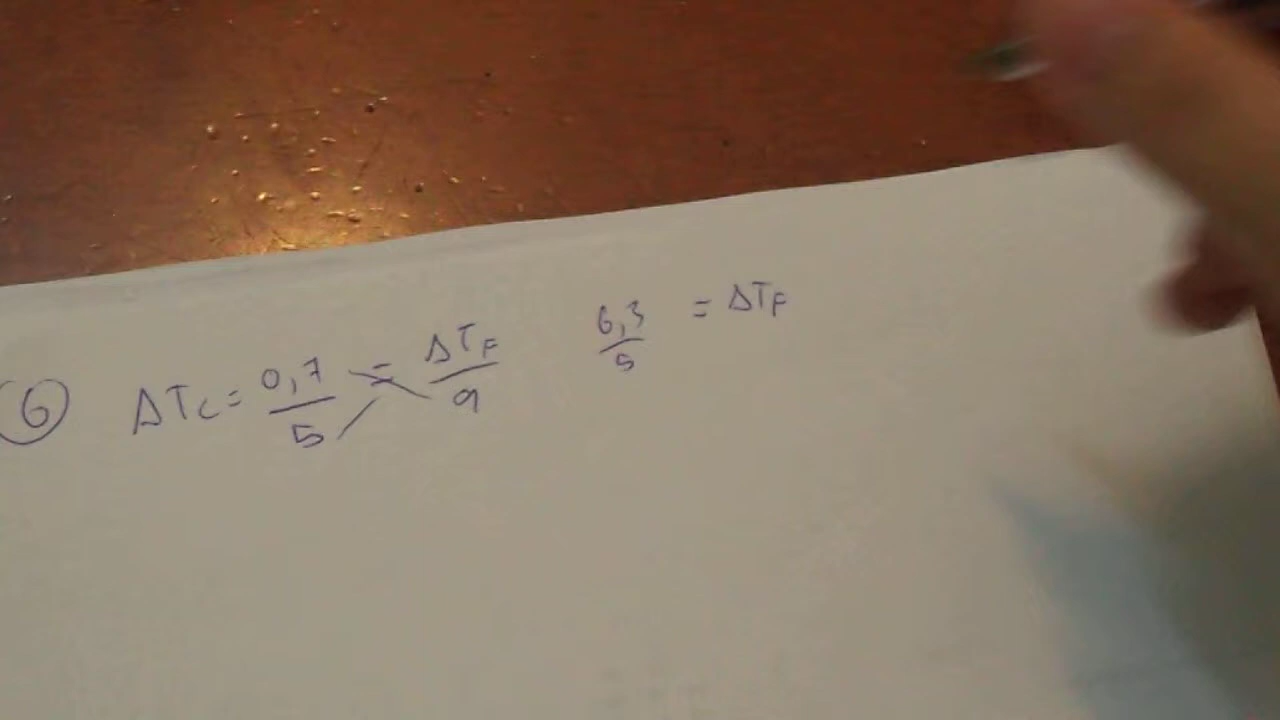 6 ΔTc = 0,7/5 = ΔTF/9 6,3/5 = ΔTF